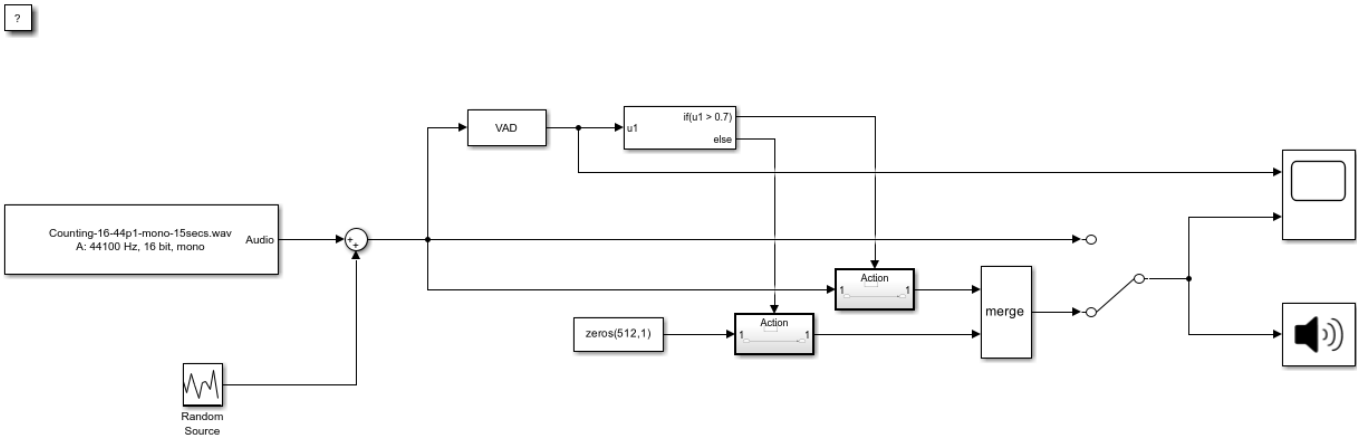 ?
VAD
if(u1 > 0.7)
u1
else
Counting-16-44p1-mono-15secs.wav
A: 44100 Hz, 16 bit, mono
Audio
+
+
Action
1
1
merge
Action
1
1
zeros(512,1)
Random
Source